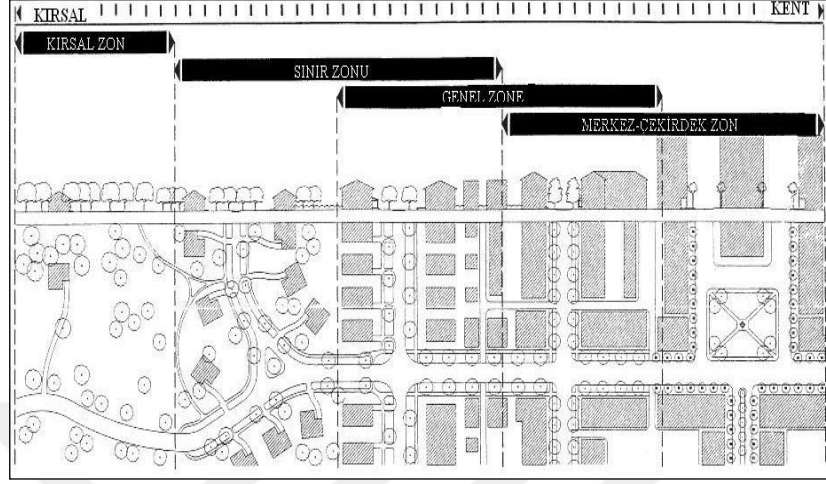 KIRSAL KENT
KIRSAL ZON
SINIR ZONU
GENEL ZONE
MERKEZ-ÇEKİRDEK ZON